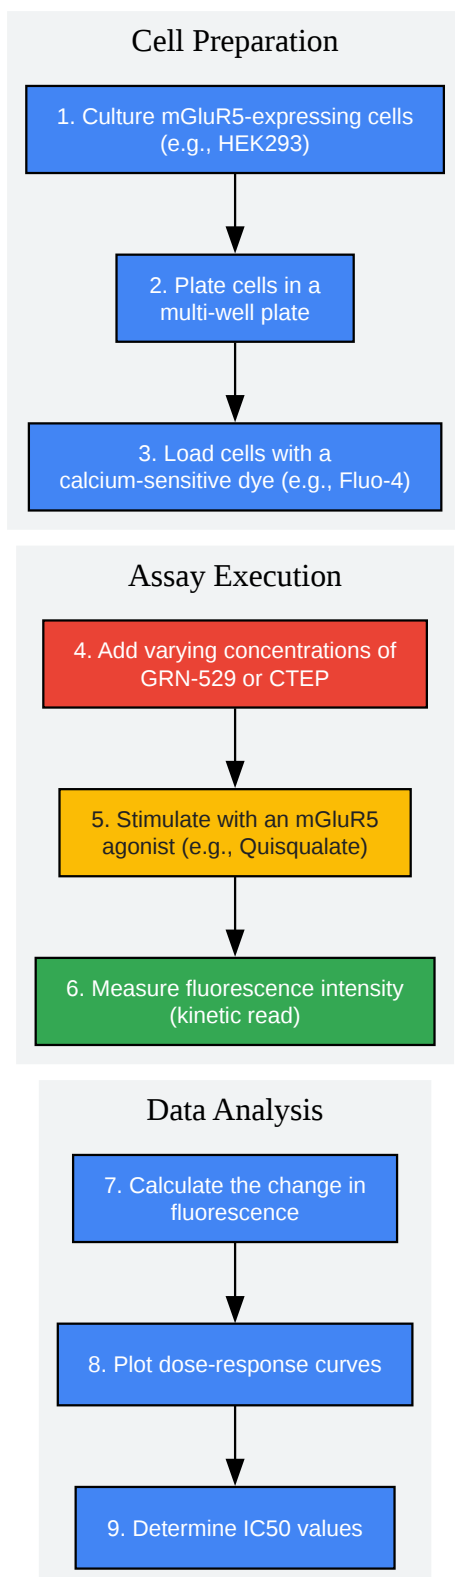 Cell Preparation
1. Culture mGluR5-expressing cells
(e.g., HEK293)
2. Plate cells in a
multi-well plate
3. Load cells with a
calcium-sensitive dye (e.g., Fluo-4)
Assay Execution
4. Add varying concentrations of
GRN-529 or CTEP
5. Stimulate with an mGluR5
agonist (e.g., Quisqualate)
6. Measure fluorescence intensity
(kinetic read)
Data Analysis
7. Calculate the change in
fluorescence
8. Plot dose-response curves
9. Determine IC50 values